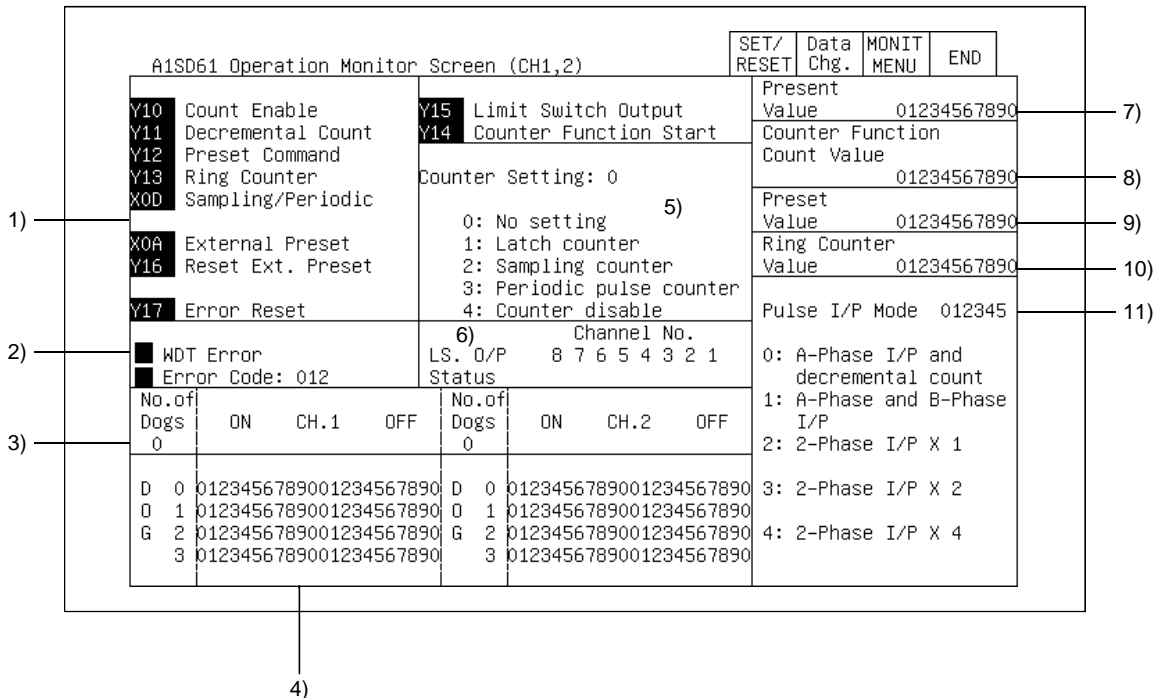 A1SD61 Operation Monitor Screen (CH1,2)
SET/ RESET
Data Chg.
MONIT MENU
END
Y10 Count Enable
Y11 Decremental Count
Y12 Preset Command
Y13 Ring Counter
X0D Sampling/Periodic
X0A External Preset
Y16 Reset Ext. Preset
Y17 Error Reset
1)
Y15 Limit Switch Output
Y14 Counter Function Start
Counter Setting: 0
5)
0: No setting
1: Latch counter
2: Sampling counter
3: Periodic pulse counter
4: Counter disable
Present
Value 01234567890
7)
Counter Function
Count Value
01234567890
8)
Preset
Value 01234567890
9)
Ring Counter
Value 01234567890
10)
Pulse I/P Mode 012345
11)
0: A-Phase I/P and
decremental count
1: A-Phase and B-Phase
I/P
2: 2-Phase I/P X 1
3: 2-Phase I/P X 2
4: 2-Phase I/P X 4
2)
WDT Error
Error Code: 012
6)
Channel No.
LS. O/P 8 7 6 5 4 3 2 1
Status
3)
No.of
Dogs ON CH.1 OFF
0
No.of
Dogs ON CH.2 OFF
0
D 0 0123456789001234567890
O 1 0123456789001234567890
G 2 0123456789001234567890
3 0123456789001234567890
D 0 0123456789001234567890
O 1 0123456789001234567890
G 2 0123456789001234567890
3 0123456789001234567890
4)